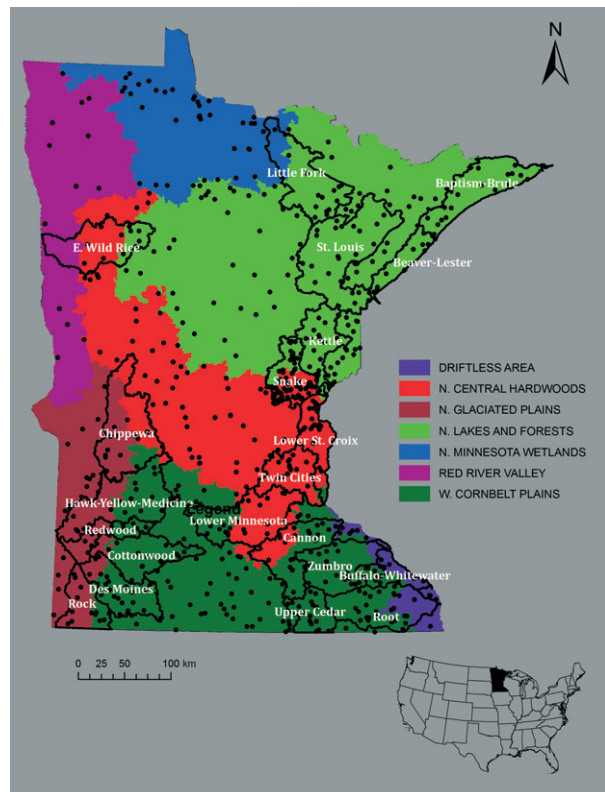 N
Little Fork
Baptism-Brule
E. Wild Rice
St. Louis
Beaver-Lester
Kettle
DRIFTLESS AREA
N. CENTRAL HARDWOODS
N. GLACIATED PLAINS
N. LAKES AND FORESTS
N. MINNESOTA WETLANDS
RED RIVER VALLEY
W. CORNBELT PLAINS
Snake
Chippewa
Lower St. Croix
Twin Cities
Hawk-Yellow-Medicina
Legend
Lower Minnesota
Redwood
Cannon
Cottonwood
Zumbro
Buffalo-Whitewater
Des Moines
Rock
Upper Cedar
Root
0 25 50 100 km